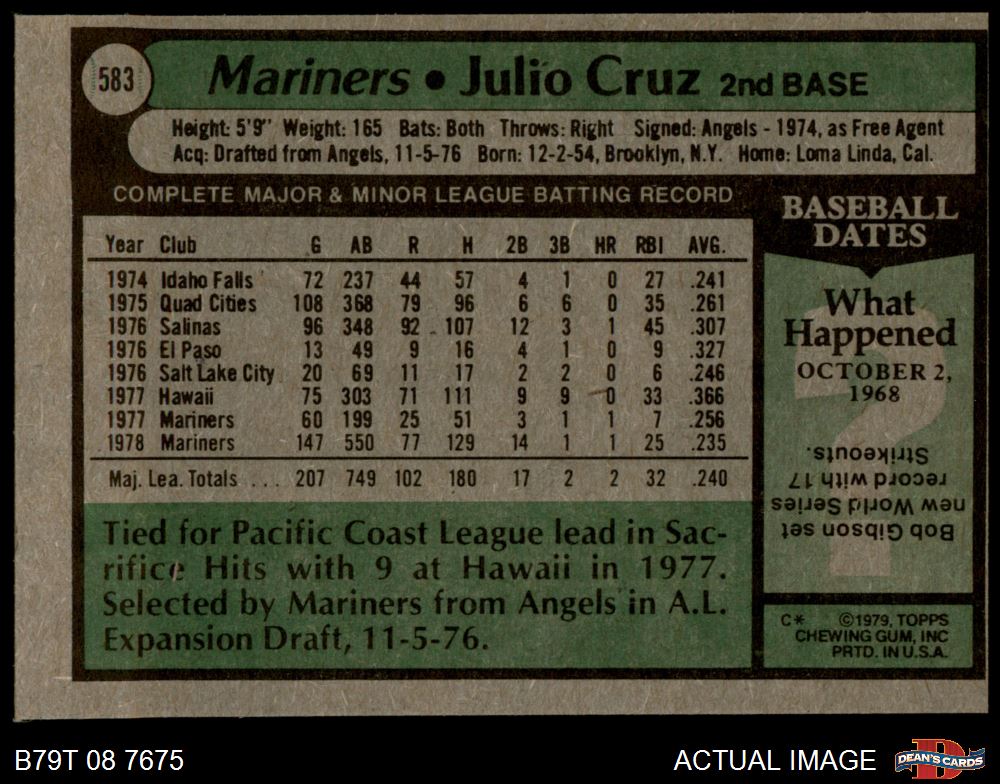 583
Mariners • Julio Cruz 2nd BASE
Height: 5'9" Weight: 165 Bats: Both Throws: Right Signed: Angels - 1974, as Free Agent
Acq: Drafted from Angels, 11-5-76 Born: 12-2-54, Brooklyn, N.Y. Home: Loma Linda, Cal.
COMPLETE MAJOR & MINOR LEAGUE BATTING RECORD
Year Club G AB R H 2B 3B HR RBI AVG.
1974 Idaho Falls 72 237 44 57 4 1 0 27 .241
1975 Quad Cities 108 368 79 96 6 6 0 35 .261
1976 Salinas 96 348 92 107 12 3 1 45 .307
1976 El Paso 13 49 9 16 4 1 0 9 .327
1976 Salt Lake City 20 69 11 17 2 2 0 6 .246
1977 Hawaii 75 303 71 111 9 9 0 33 .366
1977 Mariners 60 199 25 51 3 1 1 7 .256
1978 Mariners 147 550 77 129 14 1 1 25 .235
Maj. Lea. Totals ... 207 749 102 180 17 2 2 32 .240
Tied for Pacific Coast League lead in Sac-
rifice Hits with 9 at Hawaii in 1977.
Selected by Mariners from Angels in A.L.
Expansion Draft, 11-5-76.
BASEBALL
DATES
What
Happened
OCTOBER 2,
1968
Bob Gibson set
new World Series
record with 17
Strikeouts.
C* ©1979, TOPPS
CHEWING GUM, INC
PRTD. IN U.S.A.
B79T 08 7675
ACTUAL IMAGE
DEAN'S CARDS